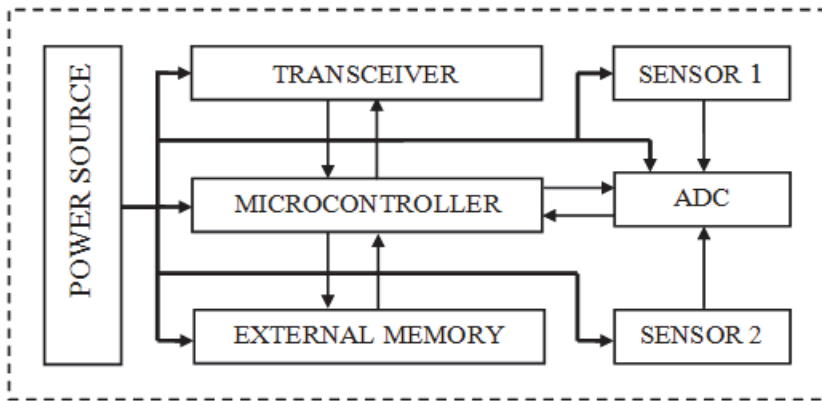 POWER SOURCE
TRANSCEIVER
SENSOR 1
MICROCONTROLLER
ADC
EXTERNAL MEMORY
SENSOR 2